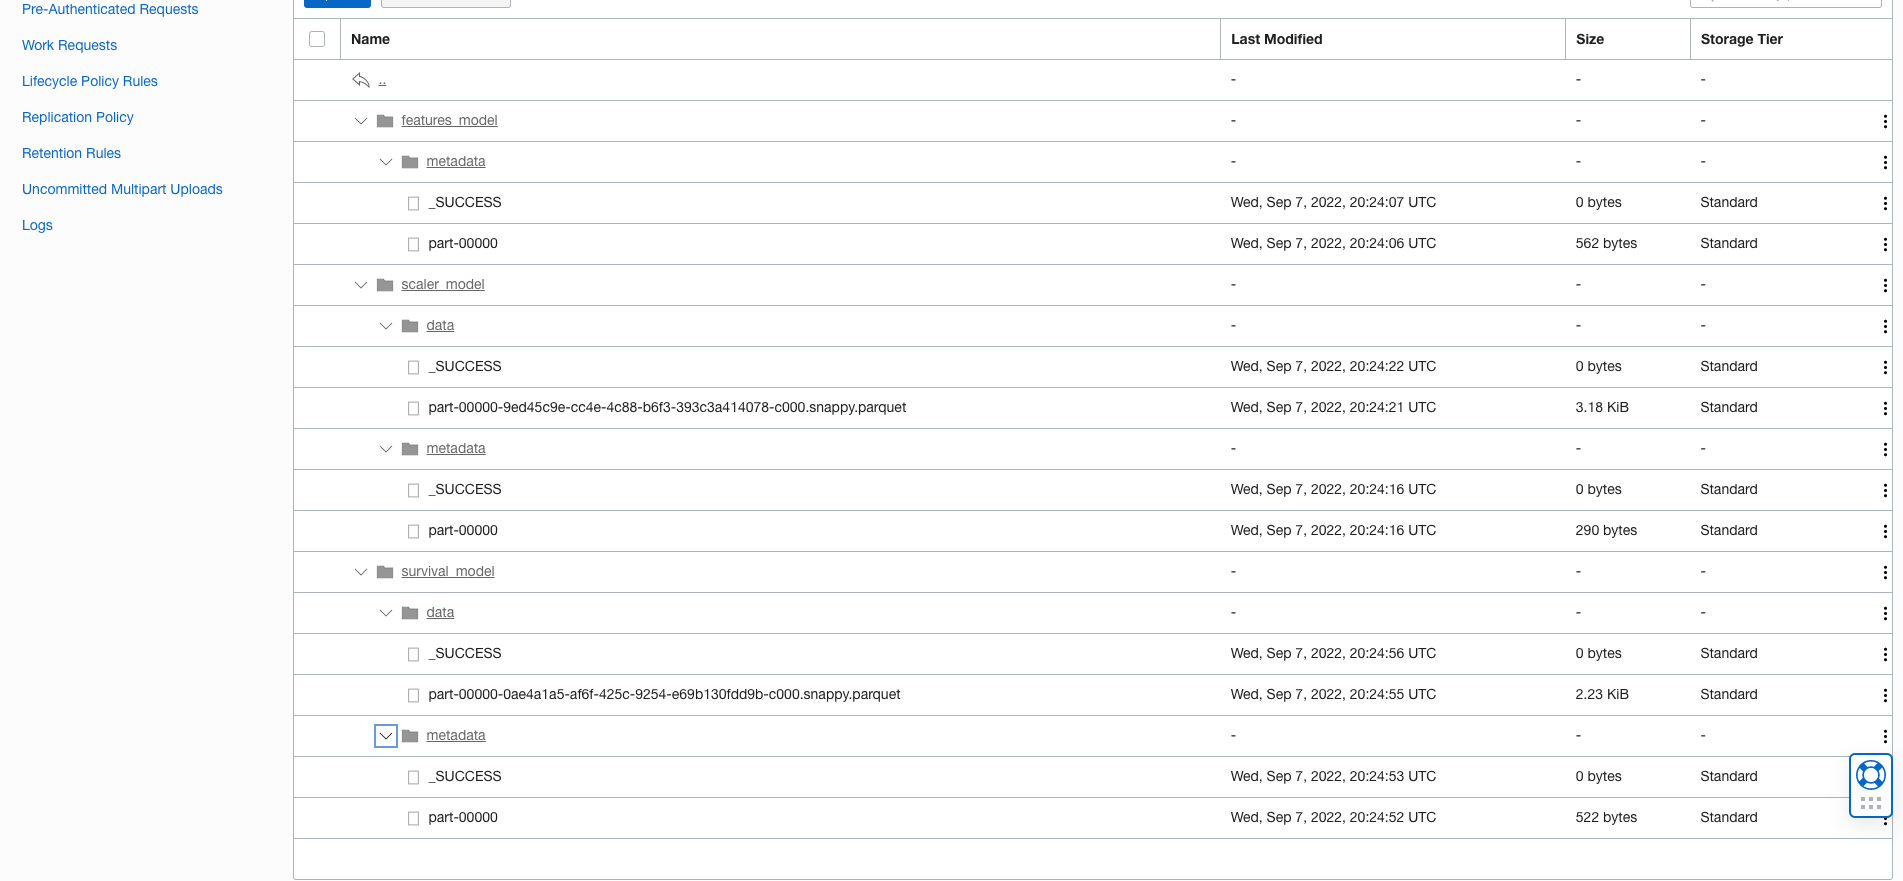 Pre-Authenticated Requests
Work Requests
Lifecycle Policy Rules
Replication Policy
Retention Rules
Uncommitted Multipart Uploads
Logs
Name Last Modified Size Storage Tier
.. - - -
features_model - - -
metadata - - -
_SUCCESS Wed, Sep 7, 2022, 20:24:07 UTC 0 bytes Standard
part-00000 Wed, Sep 7, 2022, 20:24:06 UTC 562 bytes Standard
scaler_model - - -
data - - -
_SUCCESS Wed, Sep 7, 2022, 20:24:22 UTC 0 bytes Standard
part-00000-9ed45c9e-cc4e-4c88-b6f3-393c3a414078-c000.snappy.parquet Wed, Sep 7, 2022, 20:24:21 UTC 3.18 KiB Standard
metadata - - -
_SUCCESS Wed, Sep 7, 2022, 20:24:16 UTC 0 bytes Standard
part-00000 Wed, Sep 7, 2022, 20:24:16 UTC 290 bytes Standard
survival_model - - -
data - - -
_SUCCESS Wed, Sep 7, 2022, 20:24:56 UTC 0 bytes Standard
part-00000-0ae4a1a5-af6f-425c-9254-e69b130fdd9b-c000.snappy.parquet Wed, Sep 7, 2022, 20:24:55 UTC 2.23 KiB Standard
metadata - - -
_SUCCESS Wed, Sep 7, 2022, 20:24:53 UTC 0 bytes Standard
part-00000 Wed, Sep 7, 2022, 20:24:52 UTC 522 bytes Standard